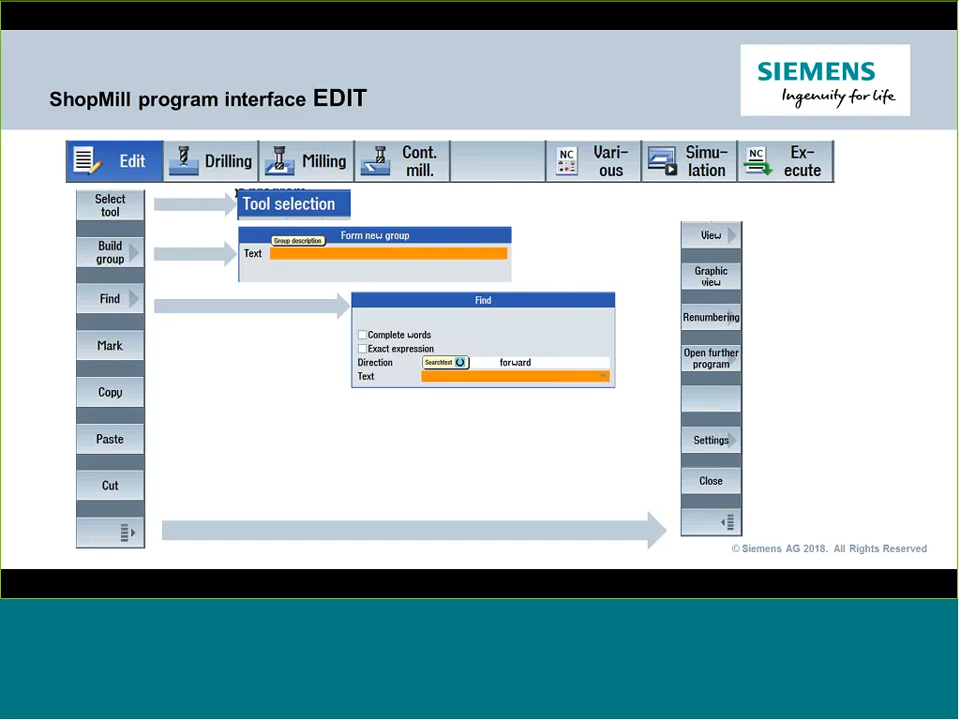 SIEMENS
Ingenuity for life
ShopMill program interface EDIT
Edit
Drilling
Milling
Cont.
mill.
NC
Vari-
ous
Simu-
lation
NC
Ex-
ecute
Select
tool
Tool selection
Build
group
Form new group
Group description
Text
Find
Find
Complete words
Exact expression
Direction
Searchtext
forward
Text
Mark
Copy
Paste
Cut
View
Graphic
view
Renumbering
Open further
program
Settings
Close
© Siemens AG 2018. All Rights Reserved